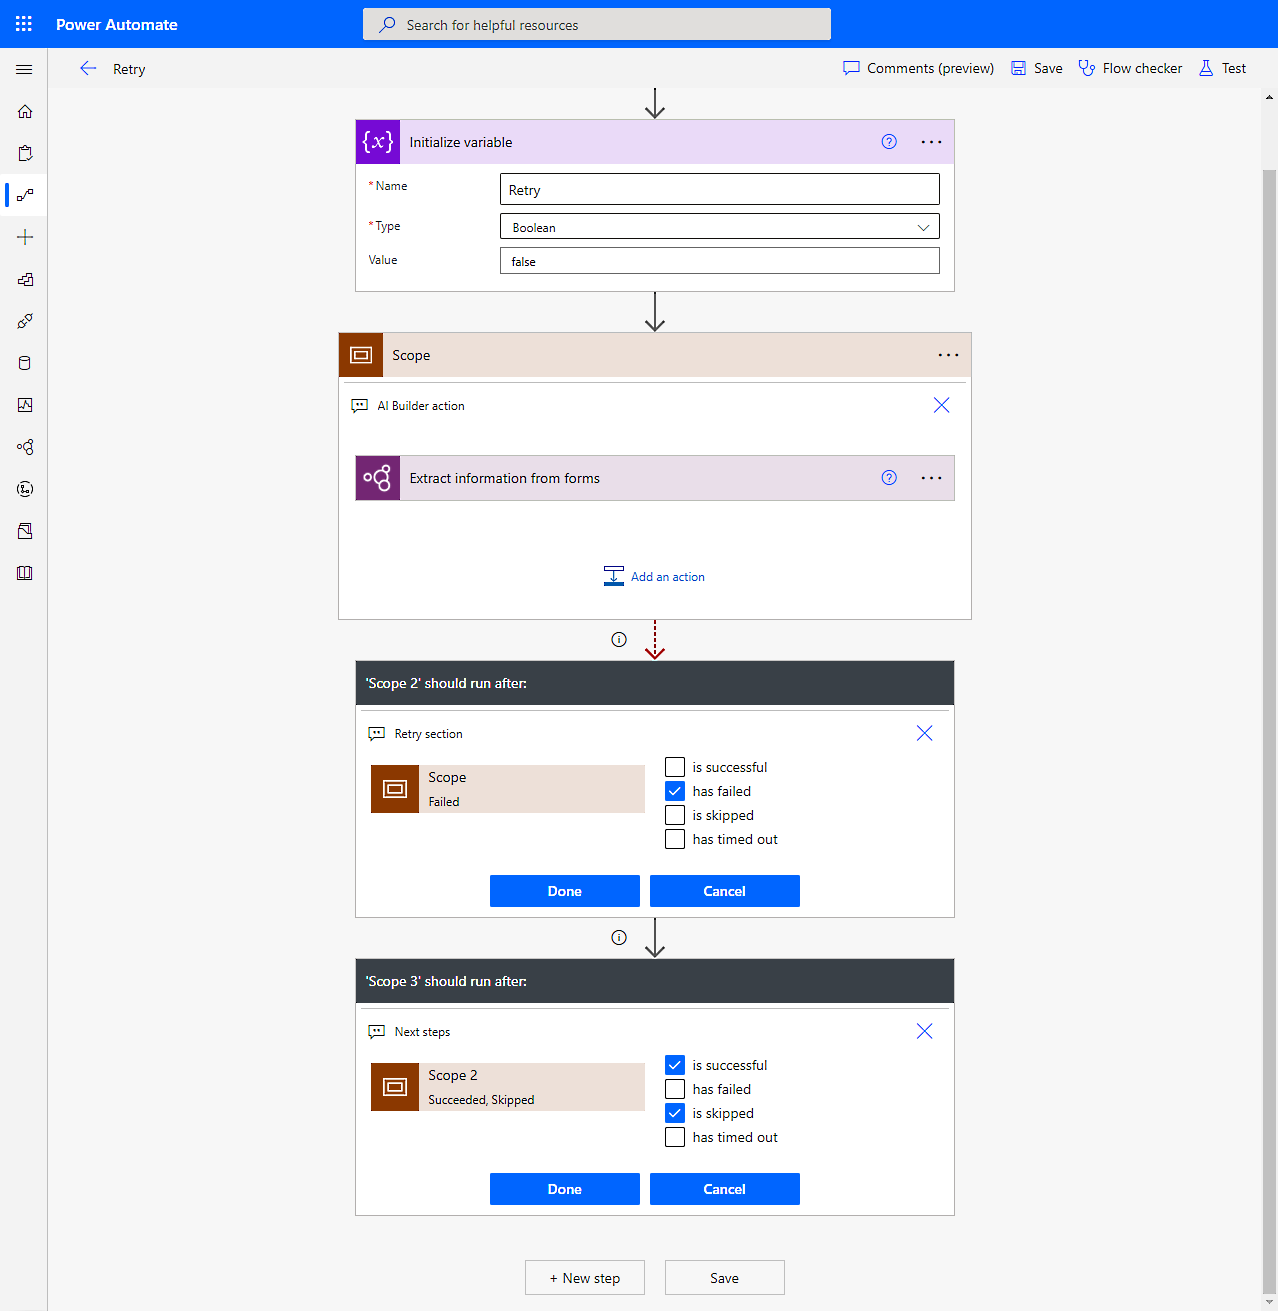 Power Automate
Search for helpful resources
Retry
Comments (preview)
Save
Flow checker
Test
{x}
Initialize variable
* Name
Retry
* Type
Boolean
Value
false
Scope
AI Builder action
Extract information from forms
Add an action
'Scope 2' should run after:
Retry section
Scope
Failed
is successful
has failed
is skipped
has timed out
Done
Cancel
'Scope 3' should run after:
Next steps
Scope 2
Succeeded, Skipped
is successful
has failed
is skipped
has timed out
Done
Cancel
+ New step
Save